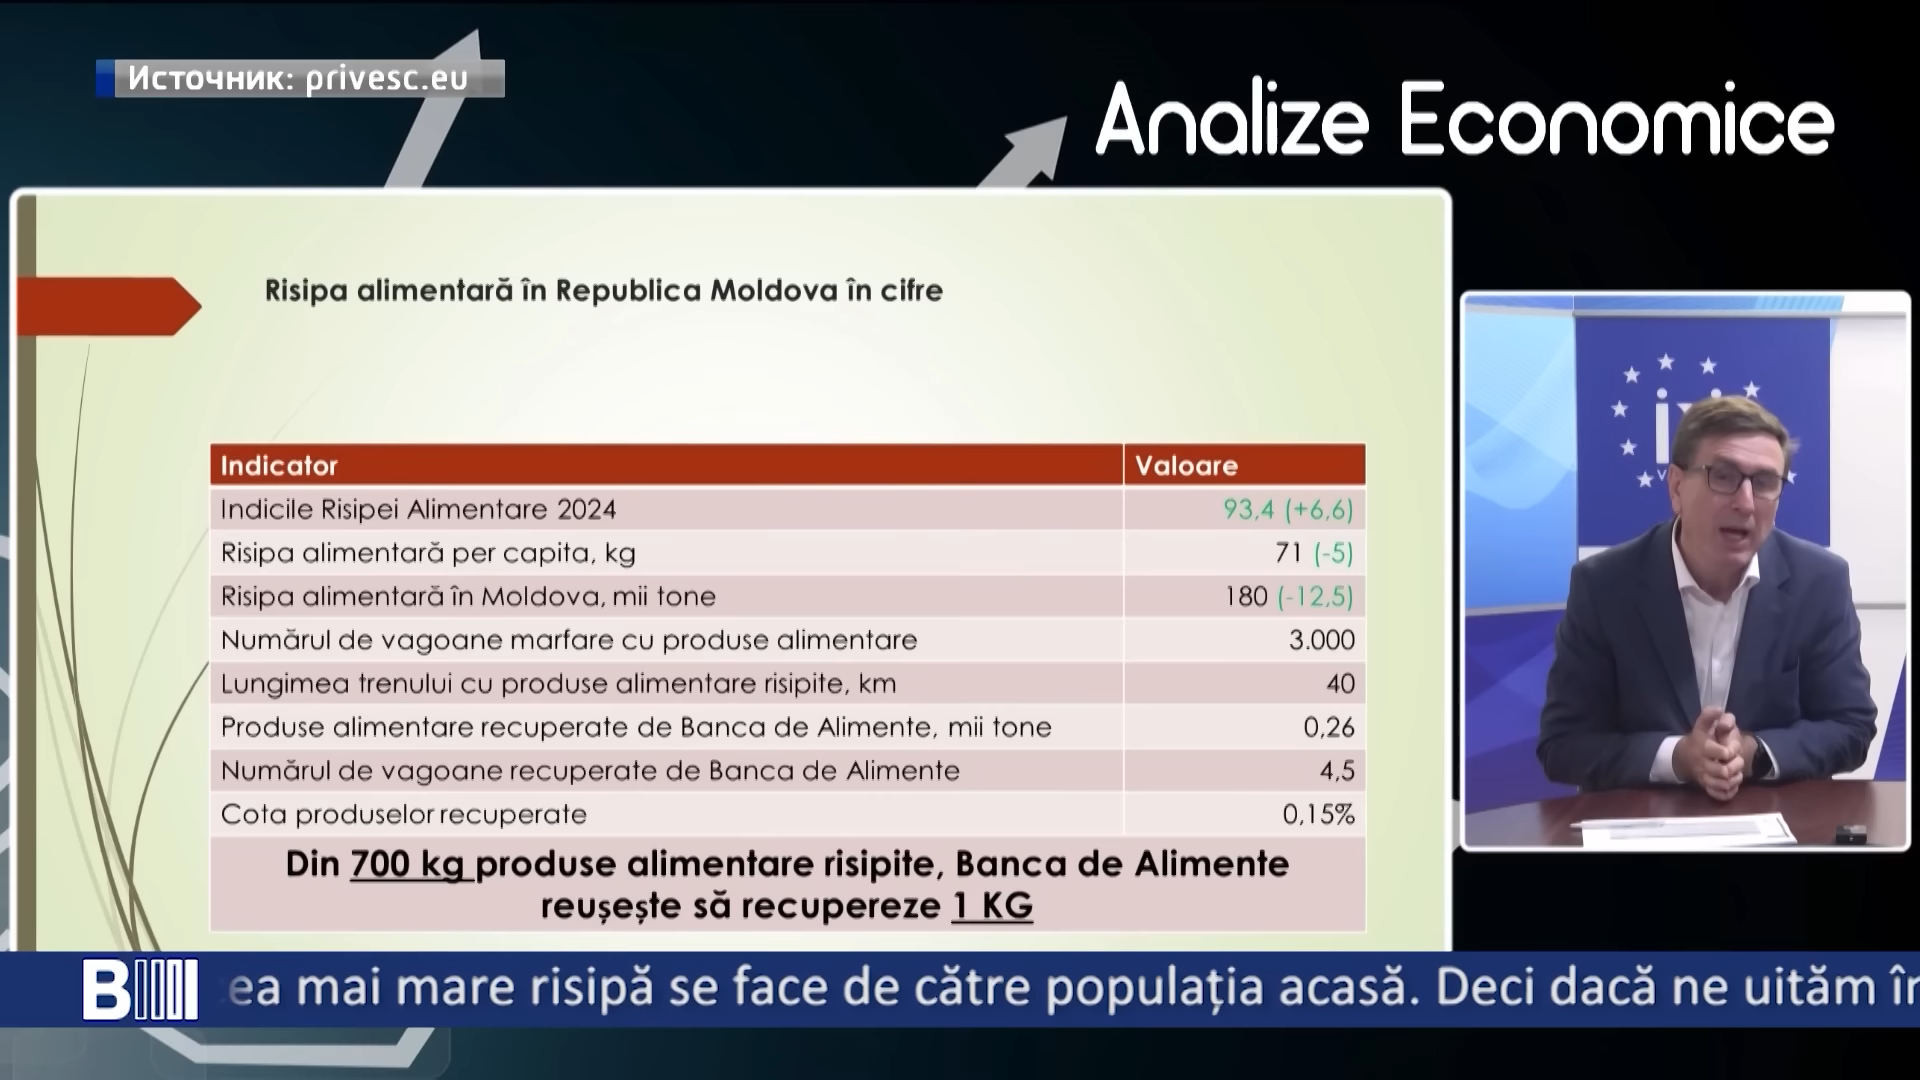 Источник: privesc.eu
Analize Economice
Risipa alimentară în Republica Moldova în cifre
Indicator Valoare
Indicile Risipei Alimentare 2024 93,4 (+6,6)
Risipa alimentară per capita, kg 71 (-5)
Risipa alimentară în Moldova, mii tone 180 (-12,5)
Numărul de vagoane marfare cu produse alimentare 3.000
Lungimea trenului cu produse alimentare risipite, km 40
Produse alimentare recuperate de Banca de Alimente, mii tone 0,26
Numărul de vagoane recuperate de Banca de Alimente 4,5
Cota produselor recuperate 0,15%
Din 700 kg produse alimentare risipite, Banca de Alimente
reușește să recupereze 1 KG
ea mai mare risipă se face de către populația acasă. Deci dacă ne uităm în